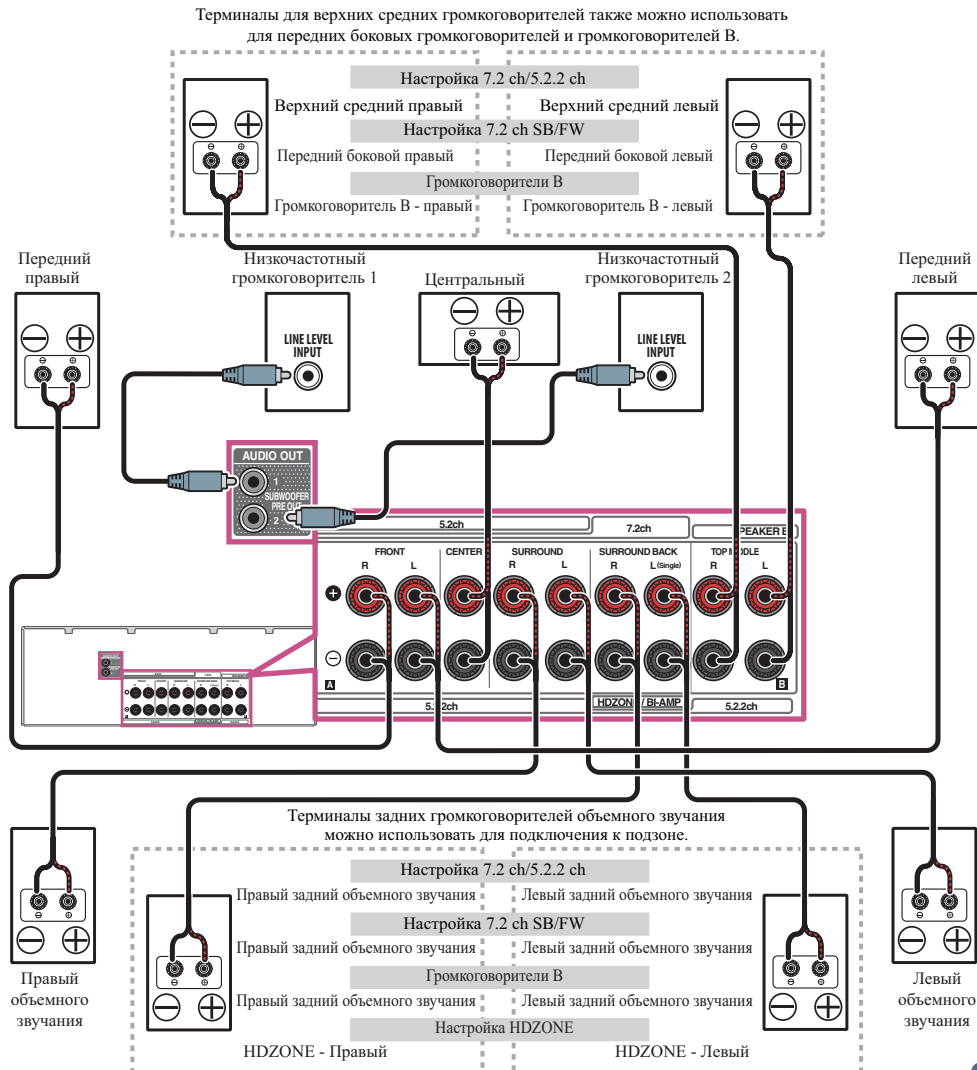 Терминалы для верхних средних громкоговорителей также можно использовать
для передних боковых громкоговорителей и громкоговорителей В.
Настройка 7.2 ch/5.2.2 ch
Верхний средний правый
Верхний средний левый
Настройка 7.2 ch SB/FW
Передний боковой правый
Передний боковой левый
Громкоговорители В
Громкоговоритель В - правый
Громкоговоритель В - левый
Передний
правый
Низкочастотный
громкоговоритель 1
Центральный
Низкочастотный
громкоговоритель 2
Передний
левый
LINE LEVEL
INPUT
LINE LEVEL
INPUT
AUDIO OUT
1
SUBWOOFER
PRE OUT
2
5.2ch
7.2ch
PEAKER B
FRONT
CENTER
SURROUND
SURROUND BACK
TOP MIDDLE
R
L
R
L
R
L (Single)
R
L
A
B
5.2.2ch
HDZONE / BI-AMP
5.2.2ch
Терминалы задних громкоговорителей объемного звучания
можно использовать для подключения к подзоне.
Настройка 7.2 ch/5.2.2 ch
Правый задний объемного звучания
Левый задний объемного звучания
Настройка 7.2 ch SB/FW
Правый задний объемного звучания
Левый задний объемного звучания
Громкоговорители В
Правый задний объемного звучания
Левый задний объемного звучания
Настройка HDZONE
HDZONE - Правый
HDZONE - Левый
Правый
объемного
звучания
Левый
объемного
звучания